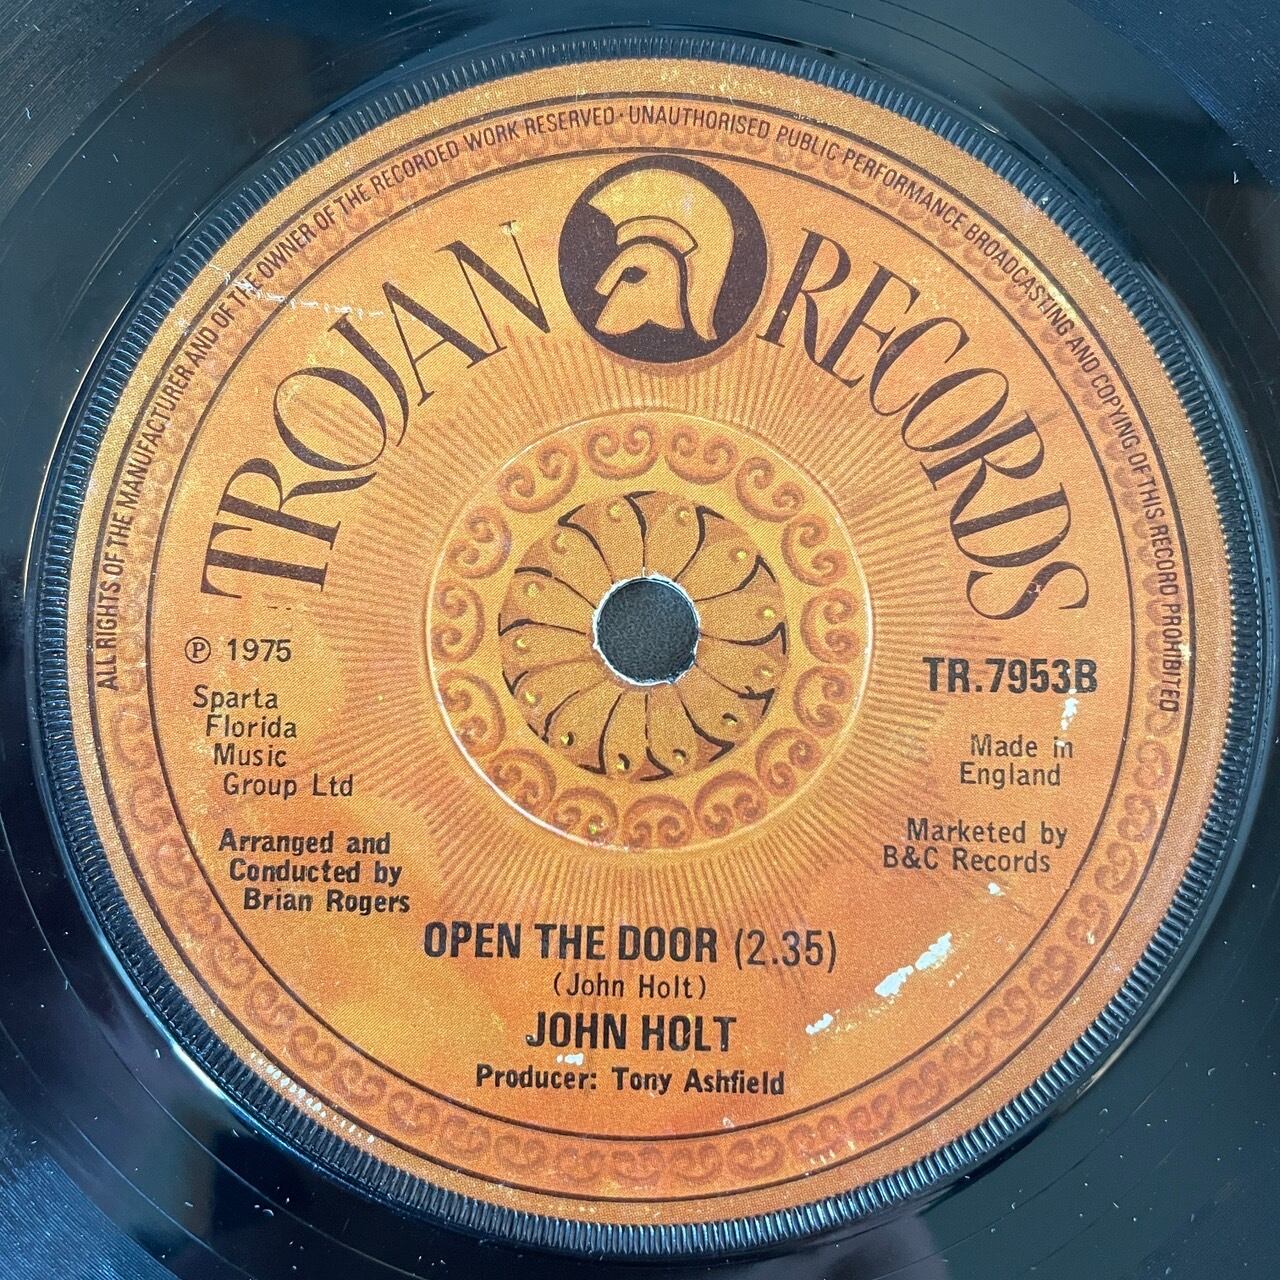 ALL RIGHTS OF THE MANUFACTURER AND OF THE OWNER OF THE RECORDED WORK RESERVED · UNAUTHORISED PUBLIC PERFORMANCE BROADCASTING AND COPYING OF THIS RECORD PROHIBITED
TROJAN RECORDS
℗ 1975
Sparta
Florida
Music
Group Ltd
Arranged and
Conducted by
Brian Rogers
TR.7953B
Made in
England
Marketed by
B&C Records
OPEN THE DOOR (2.35)
(John Holt)
JOHN HOLT
Producer: Tony Ashfield